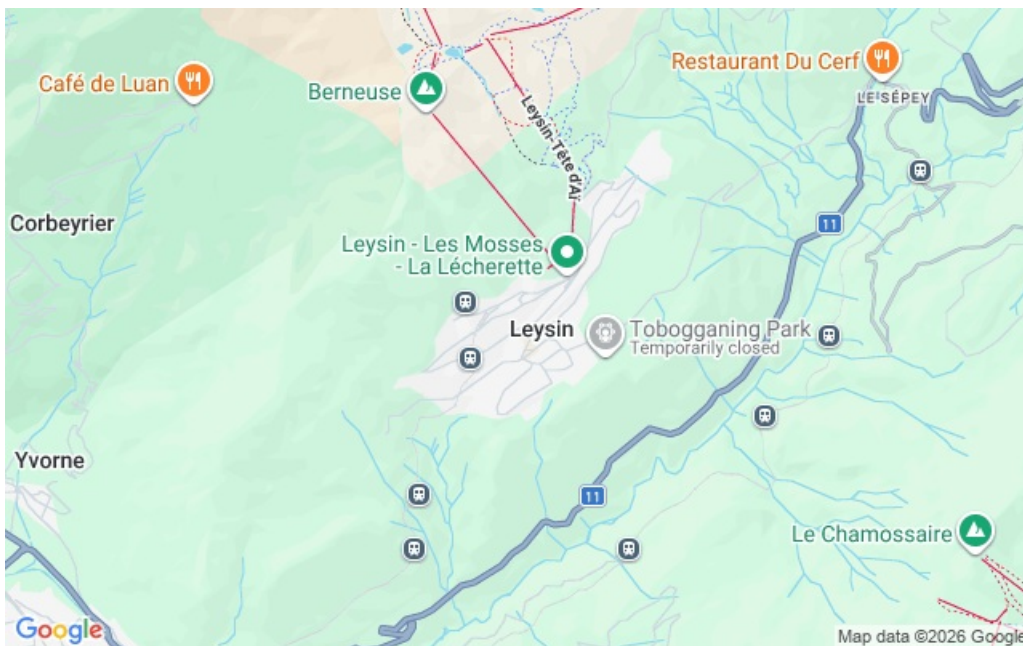 Restaurant Du Cerf
Café de Luan
Berneuse
LE SÉPEY
Leysin-Tête d'Aï
Corbeyrier
11
Leysin - Les Mosses
- La Lécherette
Leysin
Tobogganing Park
Temporarily closed
Yvorne
11
Le Chamossaire
Google
Map data ©2026 Google